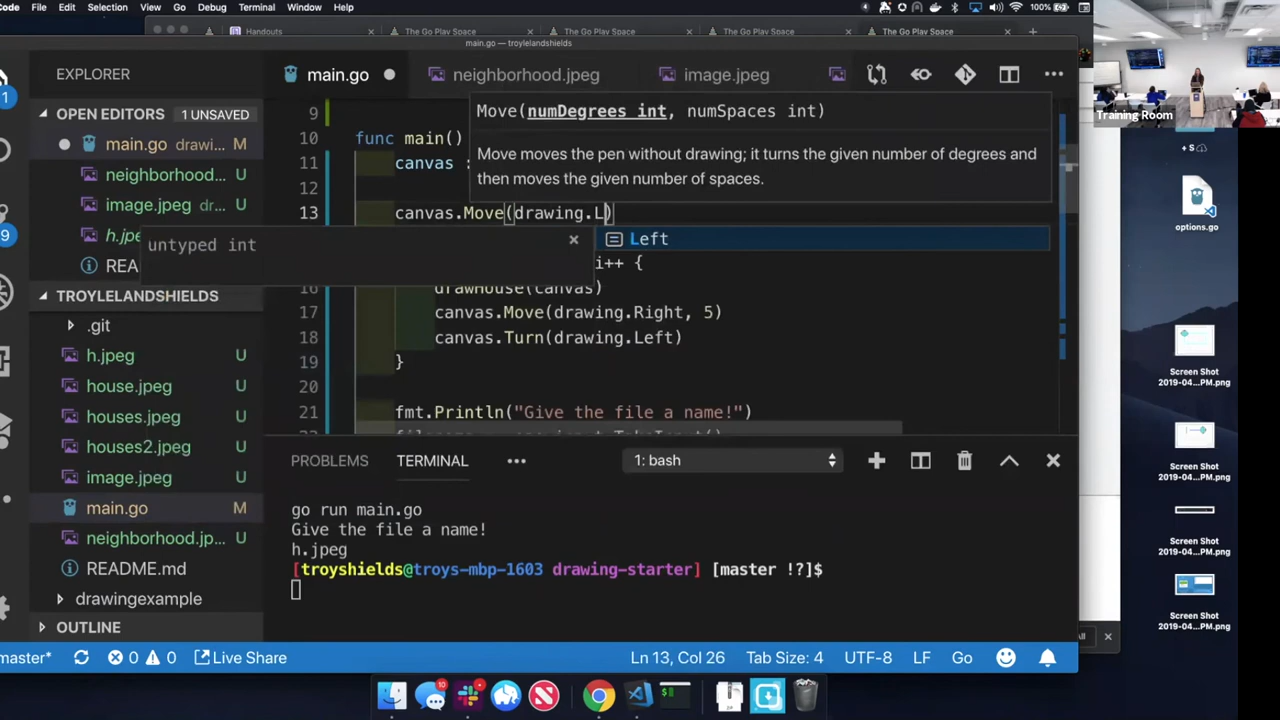 Code File Edit Selection View Go Debug Terminal Window Help 100%
Handouts The Go Play Space The Go Play Space The Go Play Space The Go Play Space
main.go — troylelandshields
EXPLORER
OPEN EDITORS 1 UNSAVED
main.go drawi...
neighborhood...
image.jpeg dr...
h.jpe
REA
TROYLELANDSHIELDS
.git
h.jpeg U
house.jpeg U
houses.jpeg U
houses2.jpeg U
image.jpeg U
main.go M
neighborhood.jp... U
README.md
drawingexample
OUTLINE
1
9
main.go neighborhood.jpeg image.jpeg
Move(numDegrees int, numSpaces int)
Move moves the pen without drawing; it turns the given number of degrees and
then moves the given number of spaces.
9
10 func main()
11 canvas :
12
13 canvas.Move(drawing.L)
untyped int
Left
i++ {
16 drawHouse(canvas)
17 canvas.Move(drawing.Right, 5)
18 canvas.Turn(drawing.Left)
19 }
20
21 fmt.Println("Give the file a name!")
PROBLEMS TERMINAL 1: bash
go run main.go
Give the file a name!
h.jpeg
[troyshields@troys-mbp-1603 drawing-starter] [master !?]$
master* 0 0 Live Share Ln 13, Col 26 Tab Size: 4 UTF-8 LF Go
10
Training Room
+ S
options.go
Screen Shot
2019-04...PM.png
Screen Shot
2019-04...PM.png
Screen Shot
2019-04...PM.png
Screen Shot
2019-04...PM.png
All